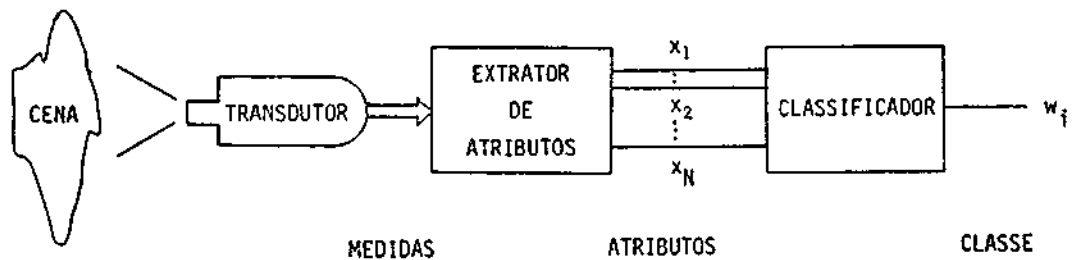 CENA
TRANSDUTOR
EXTRATOR
DE
ATRIBUTOS
x1
x2
xN
CLASSIFICADOR
wi
MEDIDAS
ATRIBUTOS
CLASSE